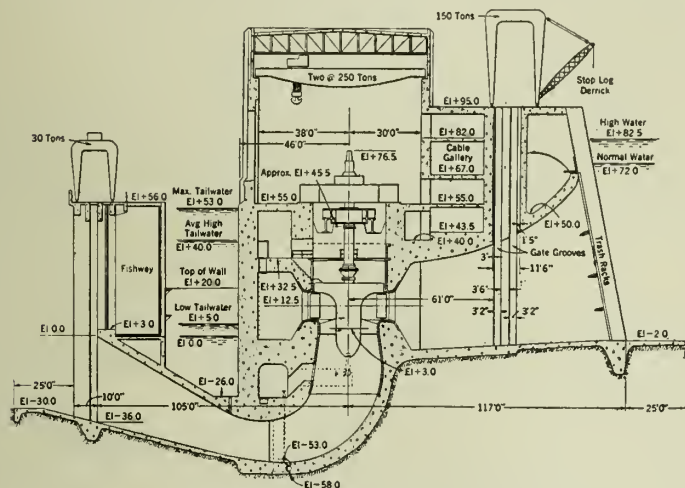 150 Tons
Stop Log
Derrick
Two @ 250 Tons
El+95.0
30 Tons
38'0"
30'0"
46'0"
El+82.0
High Water
El+82.5
Cable
Gallery
El+67.0
Normal Water
El+72.0
El+76.5
Approx. El+45.5
El+56.0
Max. Tailwater
El+53.0
El+55.0
El+55.0
El+50.0
Avg High
Tailwater
El+40.0
El+43.5
El+40.0
1'5"
3'
Gate Grooves
11'6"
Trash Racks
Fishway
Top of Wall
El+20.0
El+32.5
El+12.5
61'0"
3'6"
3'2"
3'2"
Low Tailwater
El+5.0
El 0.0
El+3.0
El 0.0
El-2.0
El+3.0
25'0"
El-30.0
10'0"
El-36.0
105'0"
El-26.0
117'0"
25'0"
El-53.0
El-58.0